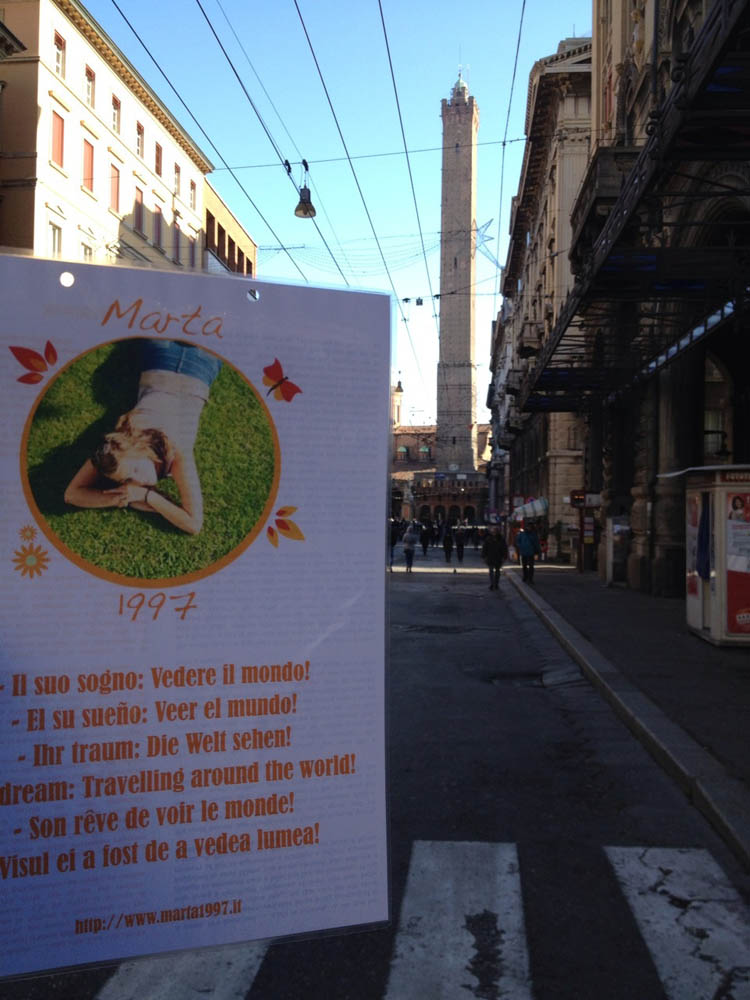 Marta
1997
- Il suo sogno: Vedere il mondo!
- El su sueño: Veer el mundo!
- Ihr traum: Die Welt sehen!
dream: Travelling around the world!
- Son rêve de voir le monde!
Visul ei a fost de a vedea lumea!
http://www.marta1997.it